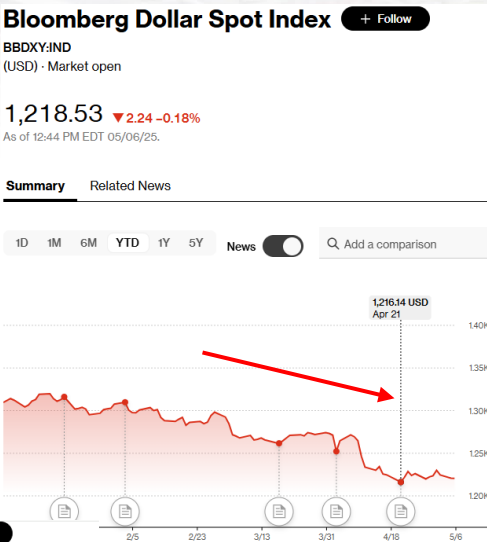 Bloomberg Dollar Spot Index + Follow
BBDXY:IND
(USD) · Market open
1,218.53 ▼2.24 −0.18%
As of 12:44 PM EDT 05/06/25.
Summary Related News
1D 1M 6M YTD 1Y 5Y News Add a comparison
1,216.14 USD
Apr 21
1.40K
1.35K
1.30K
1.25K
1.20K
2/5 2/23 3/13 3/31 4/18 5/6